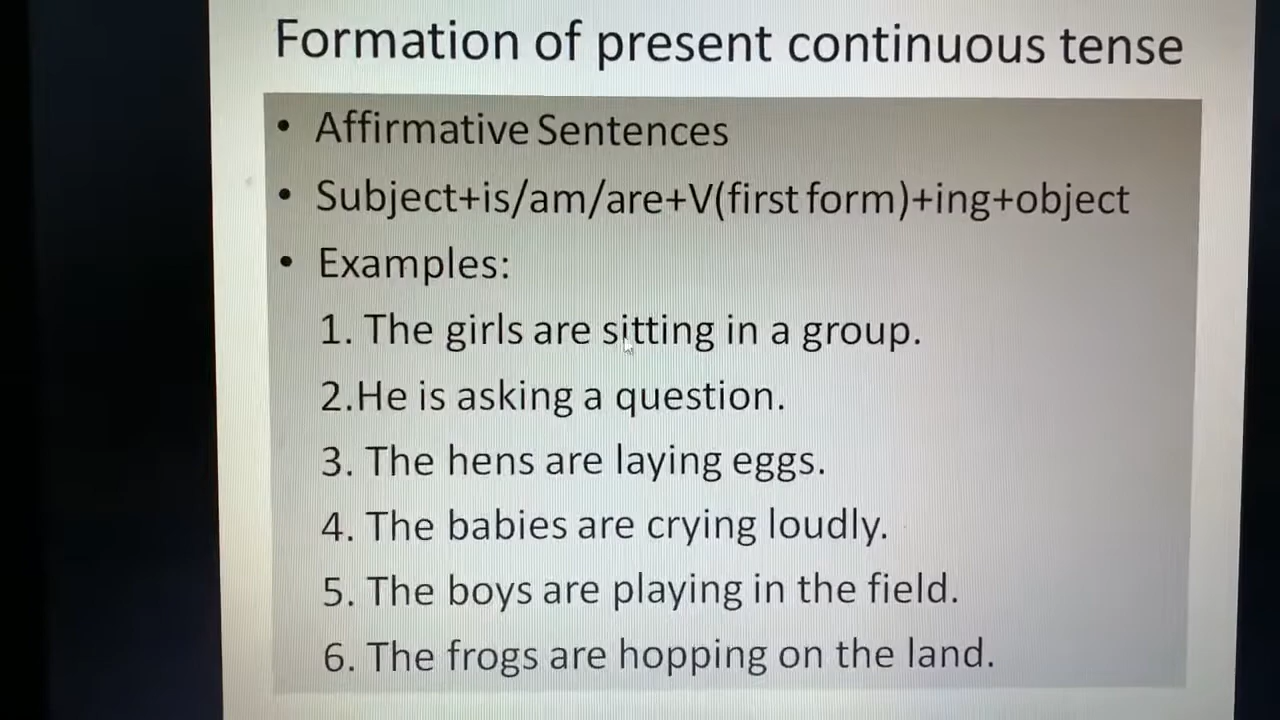 Formation of present continuous tense
• Affirmative Sentences
• Subject+is/am/are+V(first form)+ing+object
• Examples:
1. The girls are sitting in a group.
2.He is asking a question.
3. The hens are laying eggs.
4. The babies are crying loudly.
5. The boys are playing in the field.
6. The frogs are hopping on the land.